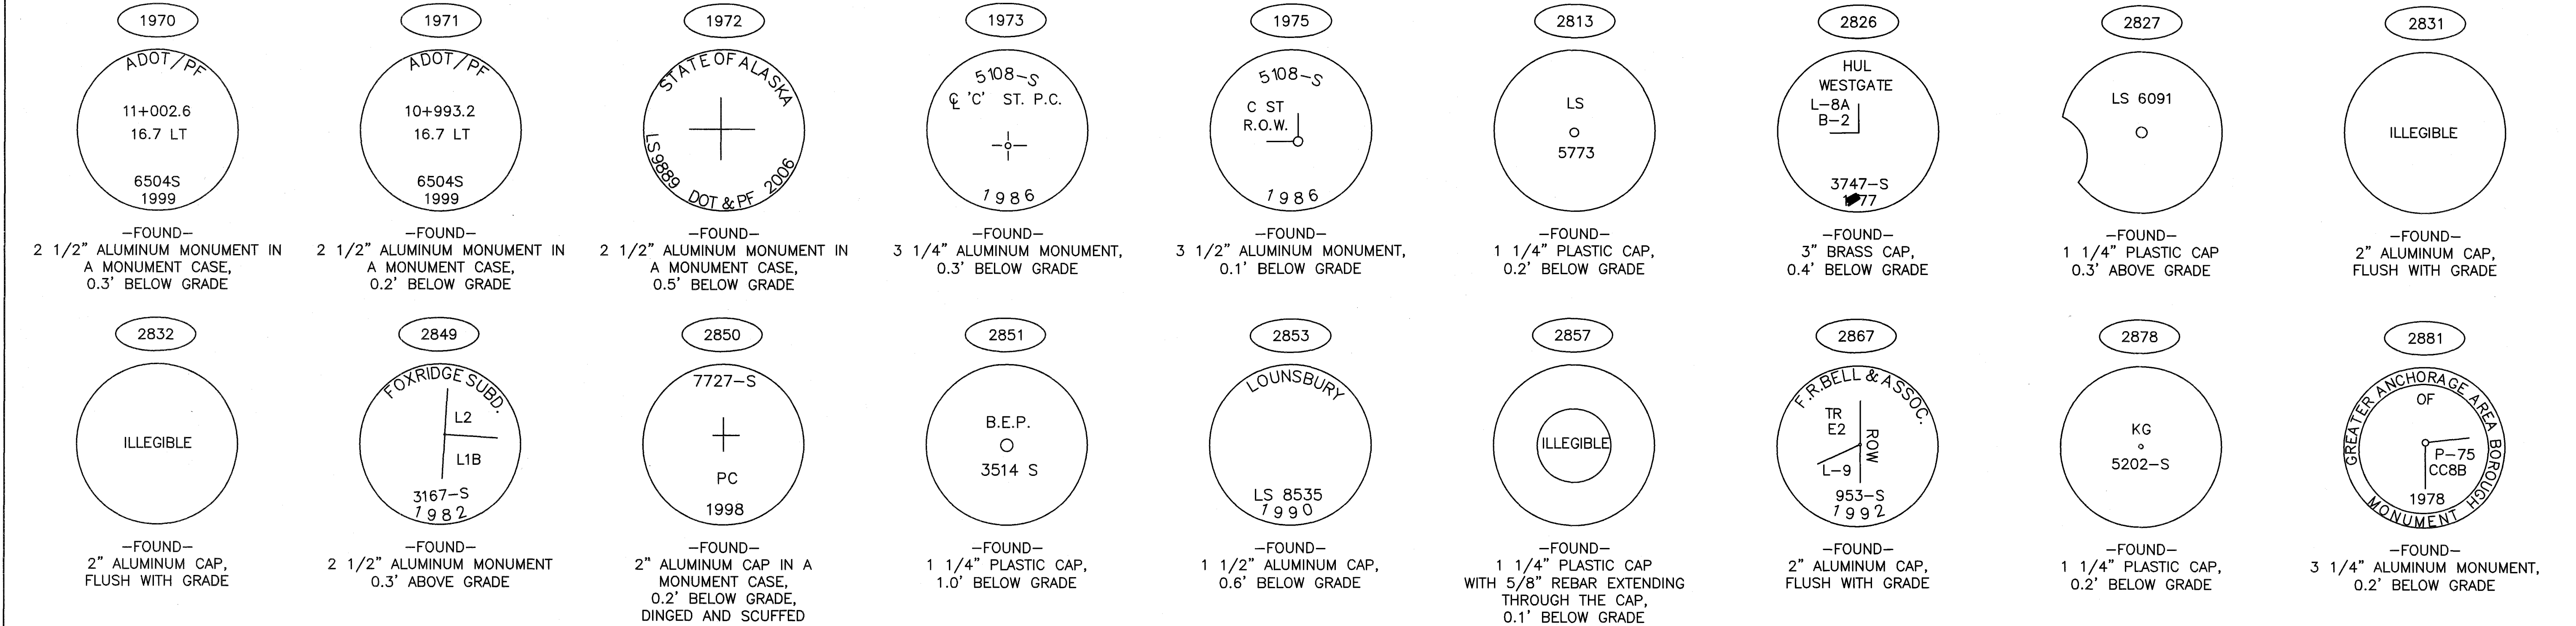 1970
ADOT/PF
11+002.6
16.7 LT
6504S
1999
—FOUND—
2 1/2" ALUMINUM MONUMENT IN
A MONUMENT CASE,
0.3' BELOW GRADE
1971
ADOT/PF
10+993.2
16.7 LT
6504S
1999
—FOUND—
2 1/2" ALUMINUM MONUMENT IN
A MONUMENT CASE,
0.2' BELOW GRADE
1972
STATE OF ALASKA
LS 9889 DOT & PF 2006
—FOUND—
2 1/2" ALUMINUM MONUMENT IN
A MONUMENT CASE,
0.5' BELOW GRADE
1973
5108-S
℄ 'C' ST. P.C.
1986
—FOUND—
3 1/4" ALUMINUM MONUMENT,
0.3' BELOW GRADE
1975
5108-S
C ST
R.O.W.
1986
—FOUND—
3 1/2" ALUMINUM MONUMENT,
0.1' BELOW GRADE
2813
LS
5773
—FOUND—
1 1/4" PLASTIC CAP,
0.2' BELOW GRADE
2826
HUL
WESTGATE
L-8A
B-2
3747-S
—FOUND—
3" BRASS CAP,
0.4' BELOW GRADE
2827
LS 6091
—FOUND—
1 1/4" PLASTIC CAP
0.3' ABOVE GRADE
2831
ILLEGIBLE
—FOUND—
2" ALUMINUM CAP,
FLUSH WITH GRADE
2832
ILLEGIBLE
—FOUND—
2" ALUMINUM CAP,
FLUSH WITH GRADE
2849
FOXRIDGE SUBD.
L2
L1B
3167-S
1982
—FOUND—
2 1/2" ALUMINUM MONUMENT
0.3' ABOVE GRADE
2850
7727-S
PC
1998
—FOUND—
2" ALUMINUM CAP IN A
MONUMENT CASE,
0.2' BELOW GRADE,
DINGED AND SCUFFED
2851
B.E.P.
3514 S
—FOUND—
1 1/4" PLASTIC CAP,
1.0' BELOW GRADE
2853
LOUNSBURY
LS 8535
1990
—FOUND—
1 1/2" ALUMINUM CAP,
0.6' BELOW GRADE
2857
ILLEGIBLE
—FOUND—
1 1/4" PLASTIC CAP
WITH 5/8" REBAR EXTENDING
THROUGH THE CAP,
0.1' BELOW GRADE
2867
F.R.BELL & ASSOC.
TR
E2
ROW
L-9
953-S
1992
—FOUND—
2" ALUMINUM CAP,
FLUSH WITH GRADE
2878
KG
5202-S
—FOUND—
1 1/4" PLASTIC CAP,
0.2' BELOW GRADE
2881
GREATER ANCHORAGE AREA BOROUGH
OF
P-75
CC8B
1978
MONUMENT
—FOUND—
3 1/4" ALUMINUM MONUMENT,
0.2' BELOW GRADE